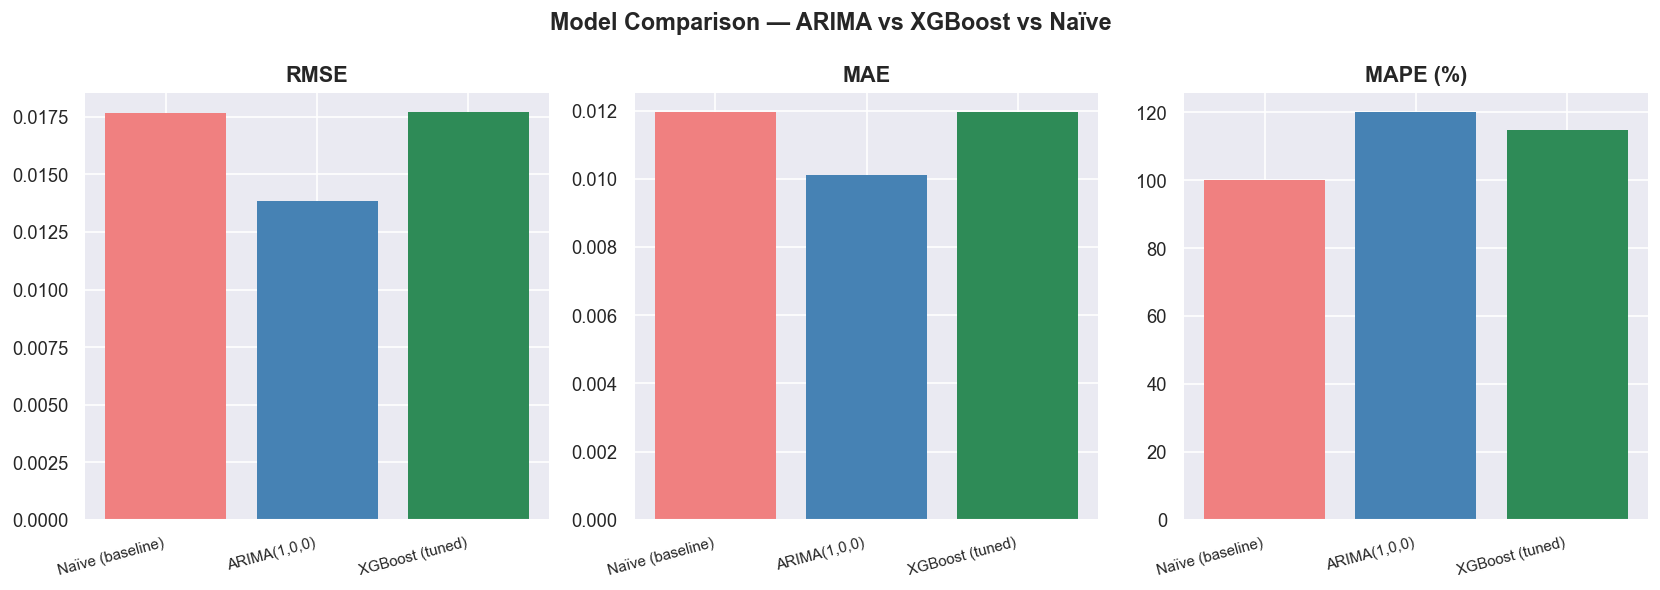 Model Comparison — ARIMA vs XGBoost vs Naïve
RMSE
0.0175
0.0150
0.0125
0.0100
0.0075
0.0050
0.0025
0.0000
Naïve (baseline)
ARIMA(1,0,0)
XGBoost (tuned)
MAE
0.012
0.010
0.008
0.006
0.004
0.002
0.000
Naïve (baseline)
ARIMA(1,0,0)
XGBoost (tuned)
MAPE (%)
120
100
80
60
40
20
0
Naïve (baseline)
ARIMA(1,0,0)
XGBoost (tuned)